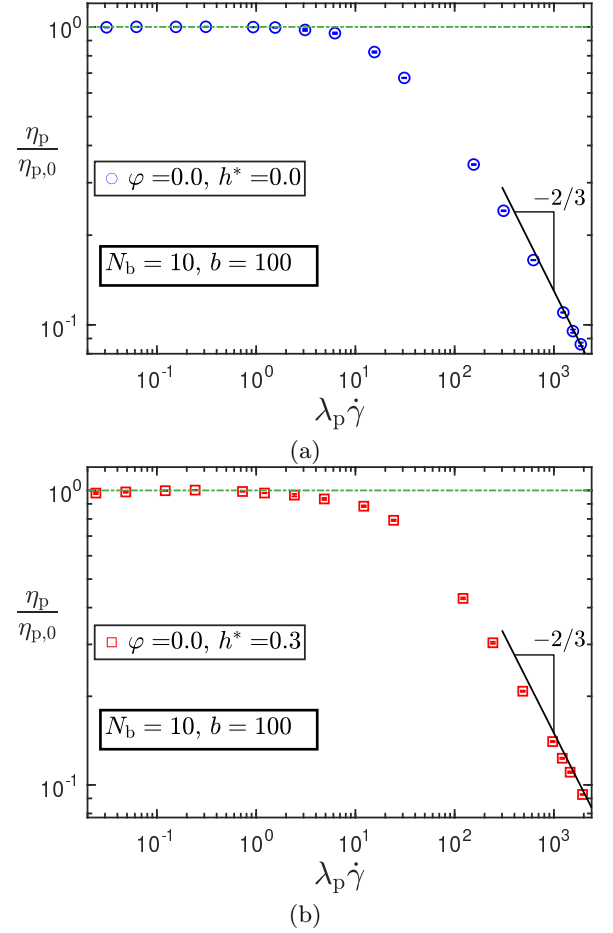 10^0
−2/3
η_p/η_{p,0}
φ =0.0, h* =0.0
N_b = 10, b = 100
10^-1
10^-1 10^0 10^1 10^2 10^3
λ_p γ̇
(a)
10^0
−2/3
η_p/η_{p,0}
φ =0.0, h* =0.3
N_b = 10, b = 100
10^-1
10^-1 10^0 10^1 10^2 10^3
λ_p γ̇
(b)